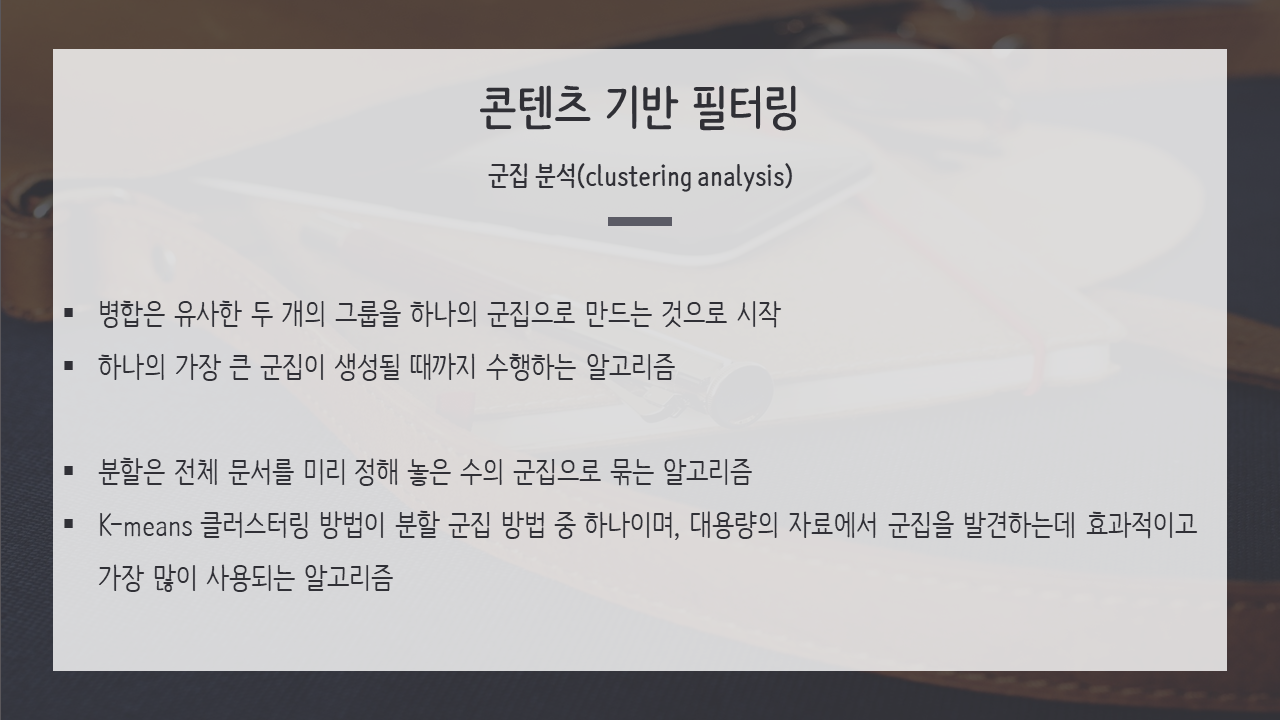 콘텐츠 기반 필터링
군집 분석(clustering analysis)
▪ 병합은 유사한 두 개의 그룹을 하나의 군집으로 만드는 것으로 시작
▪ 하나의 가장 큰 군집이 생성될 때까지 수행하는 알고리즘
▪ 분할은 전체 문서를 미리 정해 놓은 수의 군집으로 묶는 알고리즘
▪ K-means 클러스터링 방법이 분할 군집 방법 중 하나이며, 대용량의 자료에서 군집을 발견하는데 효과적이고
가장 많이 사용되는 알고리즘